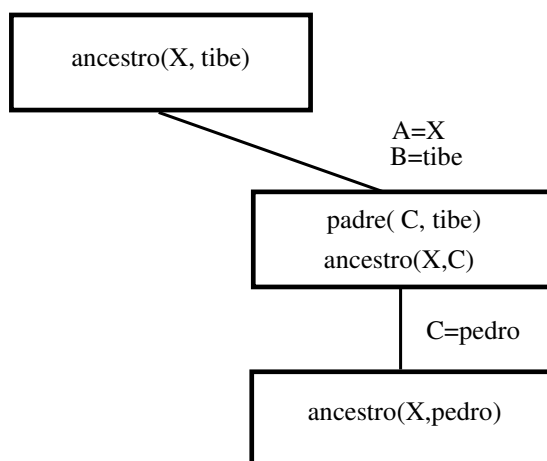 ancestro(X, tibe)
A=X
B=tibe
padre( C, tibe)
ancestro(X,C)
C=pedro
ancestro(X,pedro)